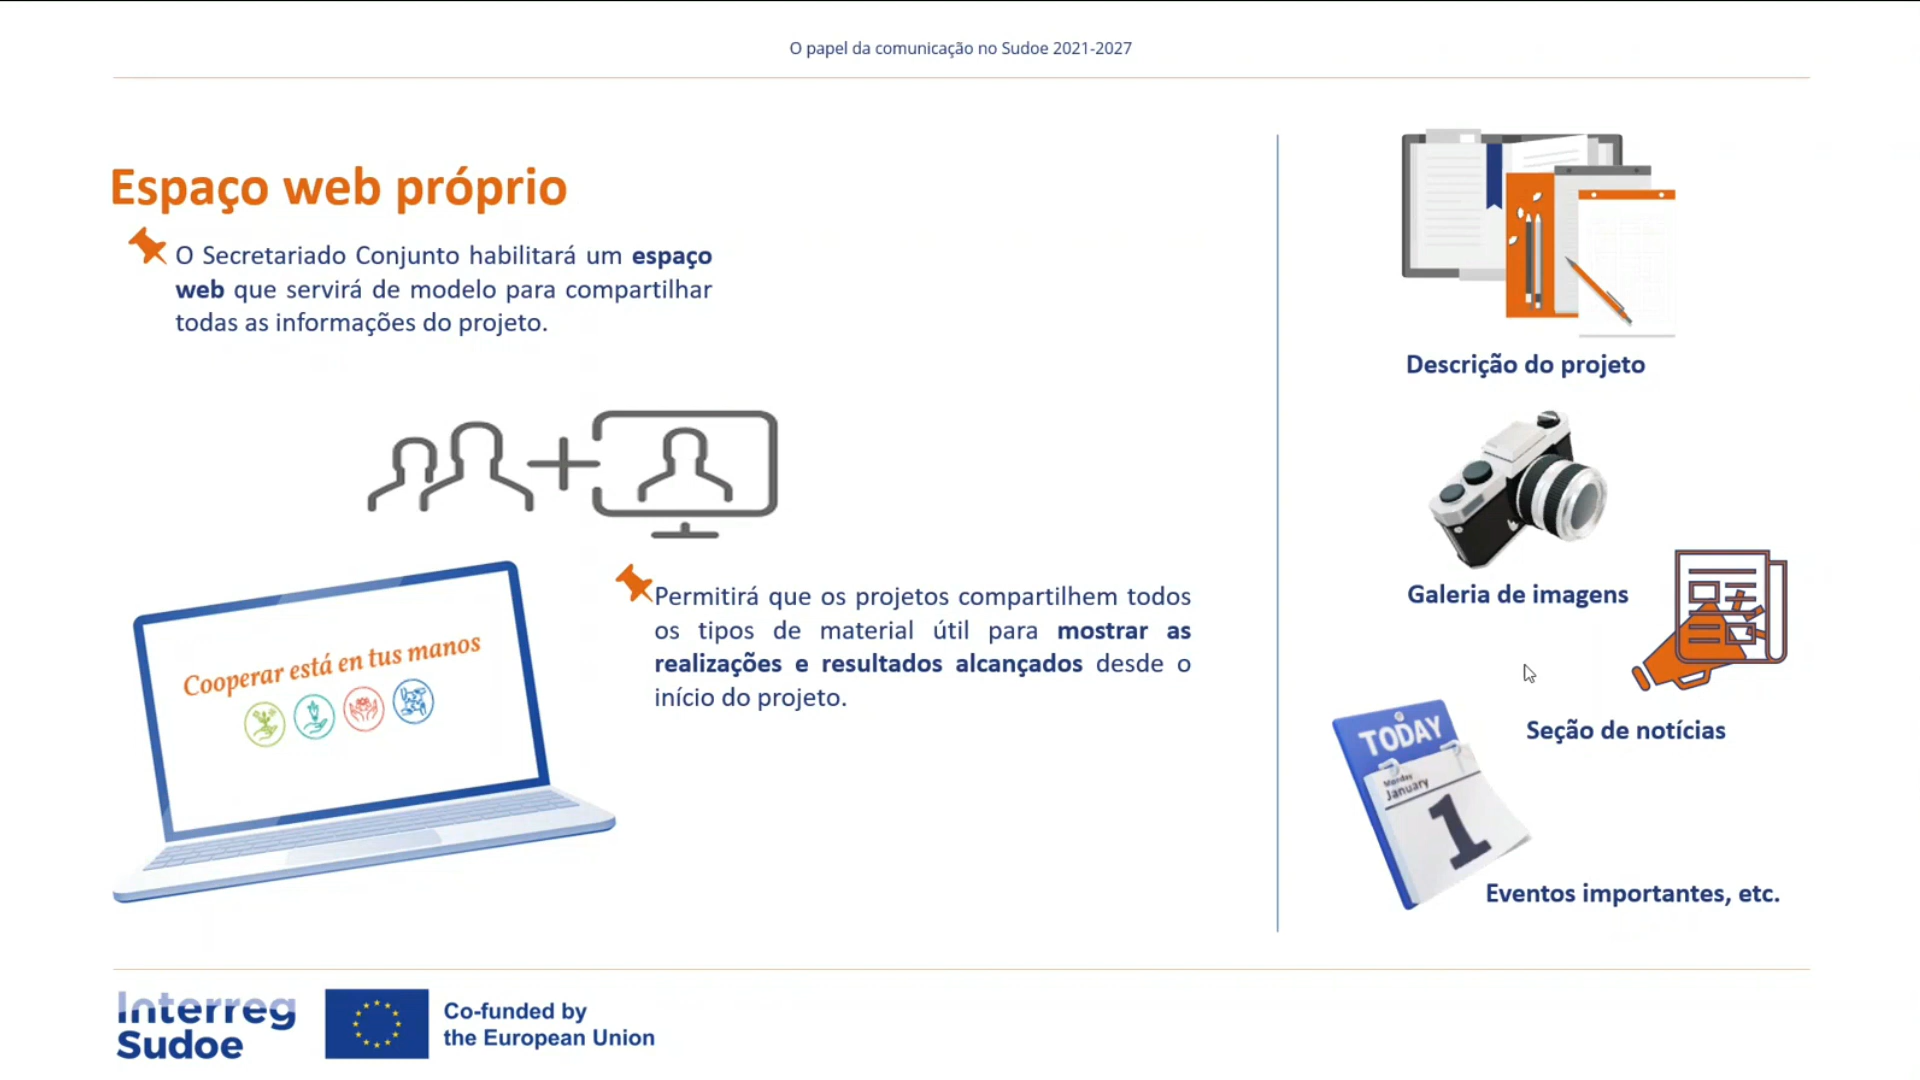 O papel da comunicação no Sudoe 2021-2027
Espaço web próprio
O Secretariado Conjunto habilitará um espaço
web que servirá de modelo para compartilhar
todas as informações do projeto.
Cooperar está en tus manos
Permitirá que os projetos compartilhem todos
os tipos de material útil para mostrar as
realizações e resultados alcançados desde o
início do projeto.
Descrição do projeto
Galeria de imagens
Seção de notícias
TODAY
Monday
January
1
Eventos importantes, etc.
Interreg
Sudoe
Co-funded by
the European Union